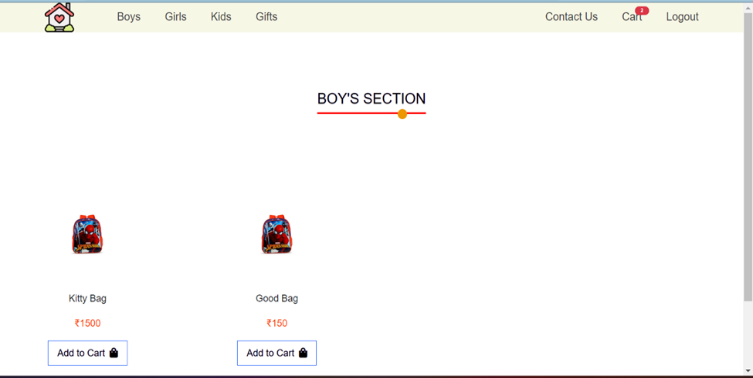 Boys Girls Kids Gifts Contact Us Cart 2 Logout
BOY'S SECTION
Kitty Bag Good Bag
₹1500 ₹150
Add to Cart Add to Cart